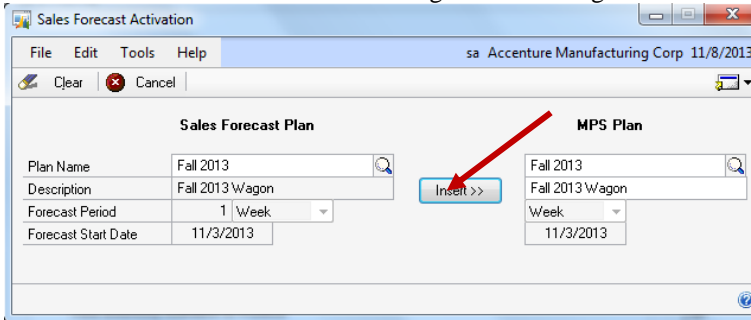 Sales Forecast Activation
File Edit Tools Help sa Accenture Manufacturing Corp 11/8/2013
Clear Cancel
Sales Forecast Plan MPS Plan
Plan Name Fall 2013 Fall 2013
Description Fall 2013 Wagon Insert >> Fall 2013 Wagon
Forecast Period 1 Week Week
Forecast Start Date 11/3/2013 11/3/2013